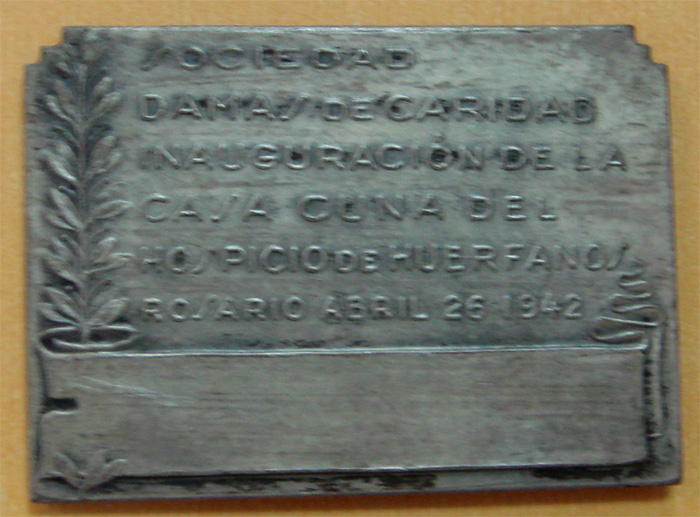 SOCIEDAD
DAMAS DE CARIDAD
INAUGURACIÓN DE LA
CASA CUNA DEL
HOSPICIO DE HUERFANOS
ROSARIO ABRIL 26 1942